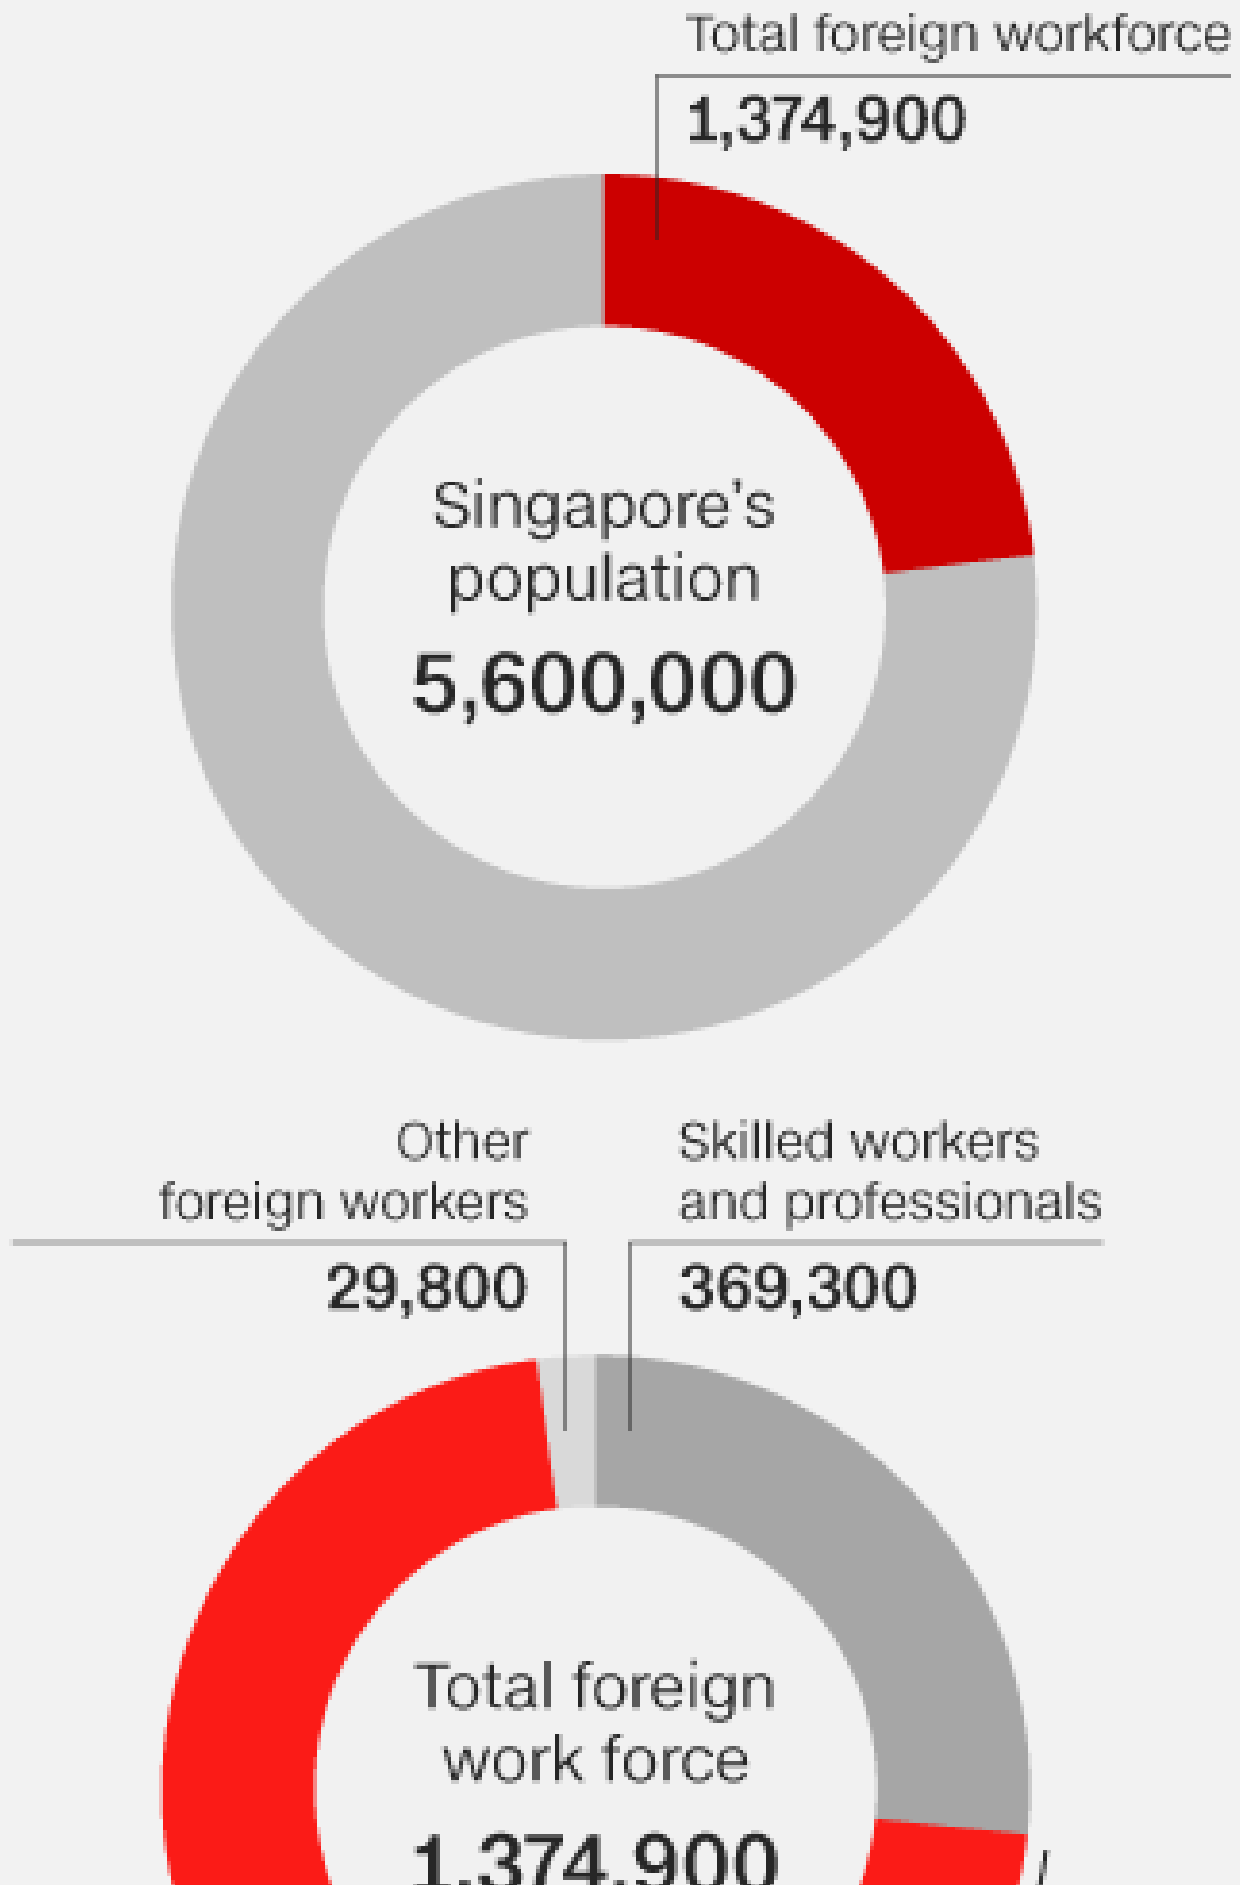 Total foreign workforce
1,374,900
Singapore's
population
5,600,000
Other
foreign workers
29,800
Skilled workers
and professionals
369,300
Total foreign
work force
1,374,900